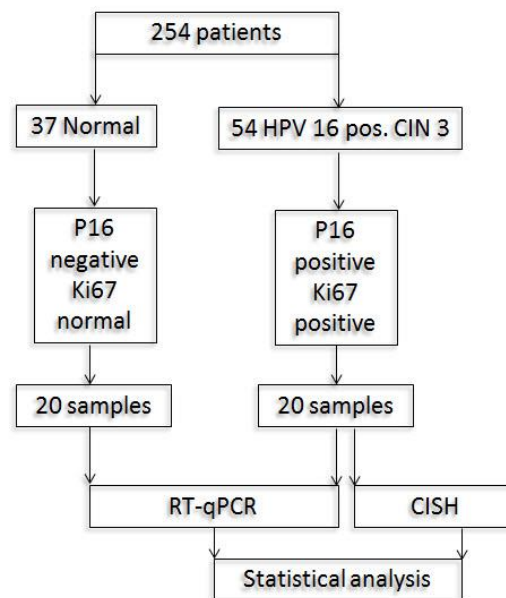 254 patients
37 Normal
54 HPV 16 pos. CIN 3
P16
negative
Ki67
normal
P16
positive
Ki67
positive
20 samples
20 samples
RT-qPCR
CISH
Statistical analysis